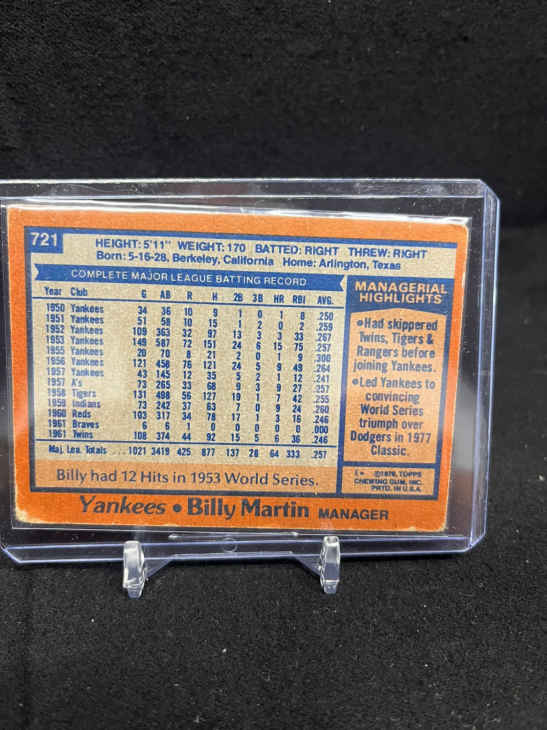 721
HEIGHT: 5'11" WEIGHT: 170 BATTED: RIGHT THREW: RIGHT
Born: 5-16-28, Berkeley, California Home: Arlington, Texas
COMPLETE MAJOR LEAGUE BATTING RECORD
Year Club G AB R H 2B 3B HR RBI AVG.
1950 Yankees 34 36 10 9 1 0 1 8 .250
1951 Yankees 51 58 10 15 1 2 0 2 .259
1952 Yankees 109 363 32 97 13 3 3 33 .267
1953 Yankees 149 587 72 151 24 6 15 75 .257
1955 Yankees 20 70 8 21 2 0 1 9 .300
1956 Yankees 121 458 76 121 24 5 9 49 .264
1957 Yankees 43 145 12 35 5 2 1 12 .241
1957 A's 73 265 33 68 9 3 9 27 .257
1958 Tigers 131 498 56 127 19 1 7 42 .255
1959 Indians 73 242 37 63 7 0 9 24 .260
1960 Reds 103 317 34 78 17 1 3 16 .246
1961 Braves 6 6 1 0 0 0 0 0 .000
1961 Twins 108 374 44 92 15 5 6 36 .246
Maj. Lea. Totals .... 1021 3419 425 877 137 28 64 333 .257
MANAGERIAL
HIGHLIGHTS
•Had skippered
Twins, Tigers &
Rangers before
joining Yankees.
•Led Yankees to
convincing
World Series
triumph over
Dodgers in 1977
Classic.
©1978, TOPPS
CHEWING GUM, INC.
PRTD. IN U.S.A.
Billy had 12 Hits in 1953 World Series.
Yankees • Billy Martin MANAGER